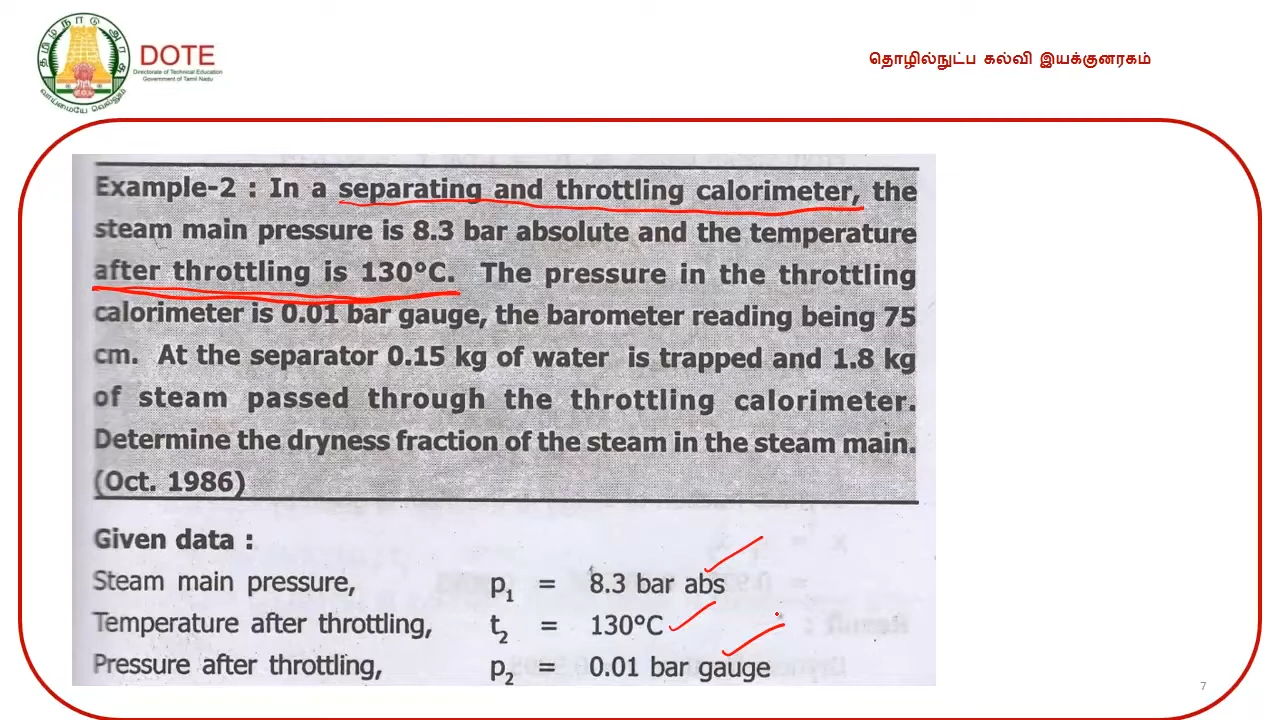 தமிழ்நாடு அரசு
வாய்மையே வெல்லும்
DOTE
Directorate of Technical Education
Government of Tamil Nadu
தொழில்நுட்ப கல்வி இயக்குனரகம்
Example-2 : In a separating and throttling calorimeter, the
steam main pressure is 8.3 bar absolute and the temperature
after throttling is 130°C. The pressure in the throttling
calorimeter is 0.01 bar gauge, the barometer reading being 75
cm. At the separator 0.15 kg of water is trapped and 1.8 kg
of steam passed through the throttling calorimeter.
Determine the dryness fraction of the steam in the steam main.
(Oct. 1986)
Given data :
Steam main pressure, p₁ = 8.3 bar abs
Temperature after throttling, t₂ = 130°C
Pressure after throttling, p₂ = 0.01 bar gauge
7